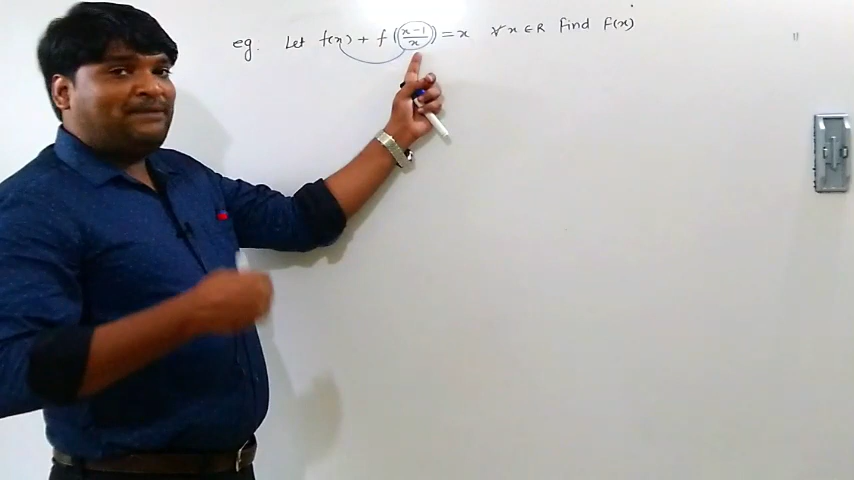 eg. Let f(x) + f(x-1/x) = x ∀ x ∈ R Find f(x)